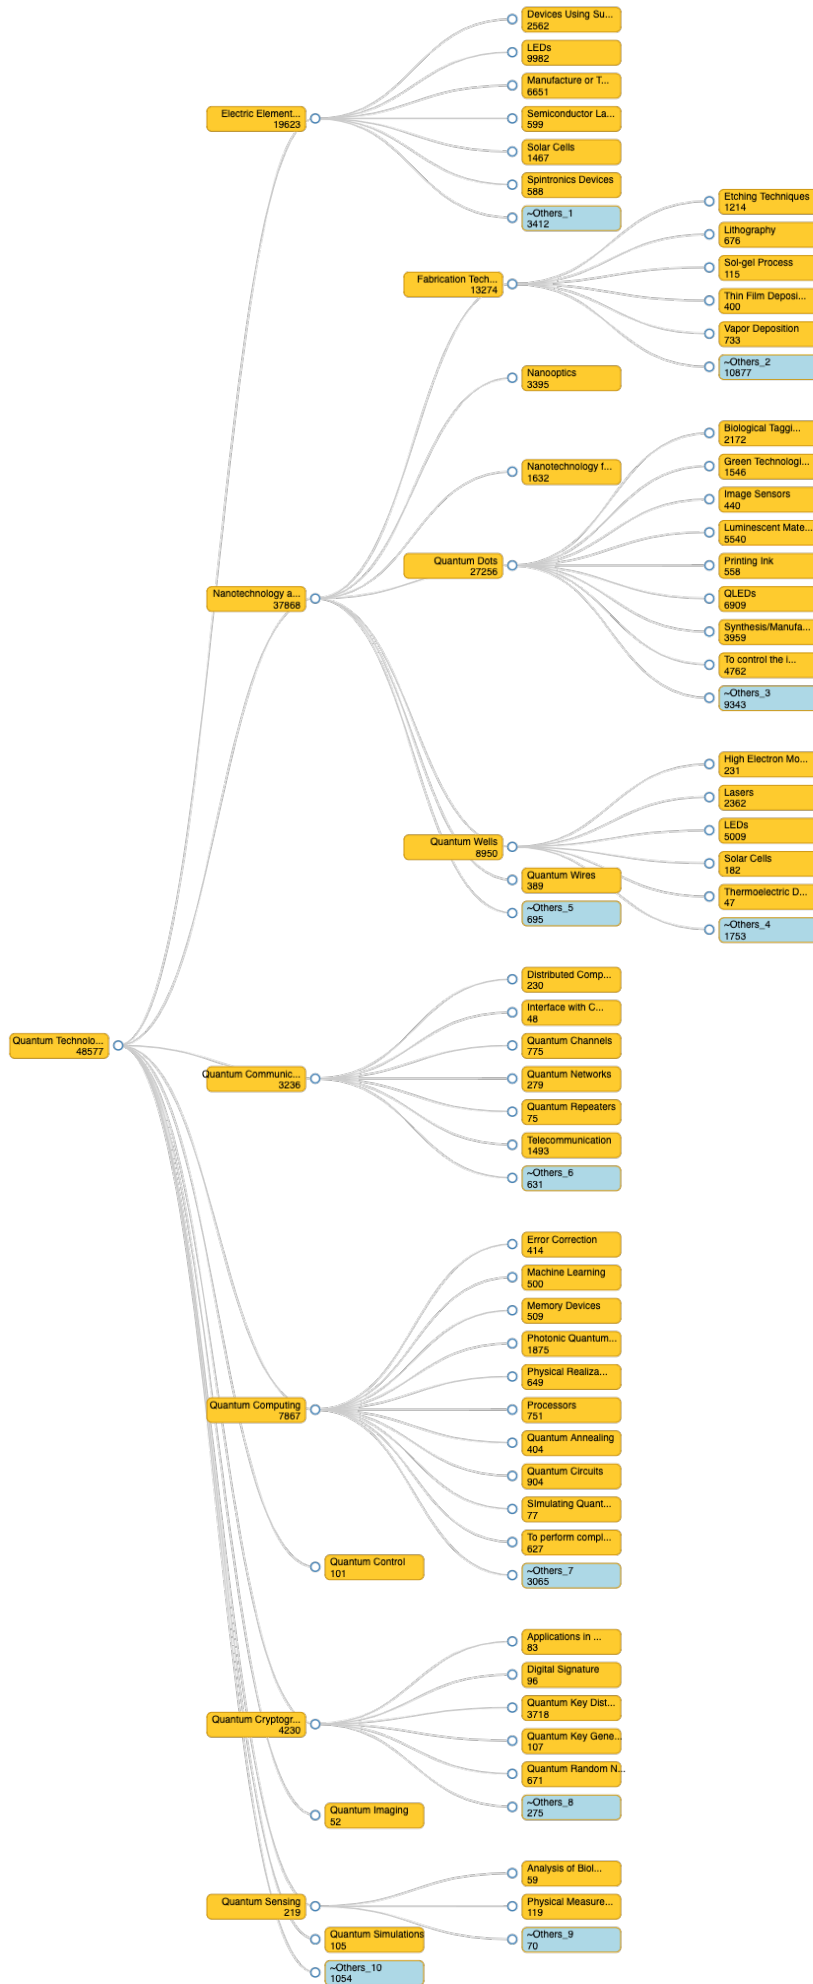 Devices Using Su...
2562
LEDs
9982
Manufacture or T...
6651
Electric Element...
19623
Semiconductor La...
599
Solar Cells
1467
Spintronics Devices
588
~Others_1
3412
Etching Techniques
1214
Lithography
676
Sol-gel Process
115
Fabrication Tech...
13274
Thin Film Deposi...
400
Vapor Deposition
733
~Others_2
10877
Nanooptics
3395
Biological Taggi...
2172
Green Technologi...
1546
Nanotechnology f...
1632
Image Sensors
440
Luminescent Mate...
5540
Quantum Dots
27256
Printing Ink
558
Nanotechnology a...
37868
QLEDs
6909
Synthesis/Manufa...
3959
To control the i...
4762
~Others_3
9343
High Electron Mo...
231
Lasers
2362
LEDs
5009
Quantum Wells
8950
Solar Cells
182
Quantum Wires
389
Thermoelectric D...
47
~Others_5
695
~Others_4
1753
Distributed Comp...
230
Interface with C...
48
Quantum Technolo...
48577
Quantum Channels
775
Quantum Communic...
3236
Quantum Networks
279
Quantum Repeaters
75
Telecommunication
1493
~Others_6
631
Error Correction
414
Machine Learning
500
Memory Devices
509
Photonic Quantum...
1875
Physical Realiza...
649
Quantum Computing
7867
Processors
751
Quantum Annealing
404
Quantum Circuits
904
SImulating Quant...
77
To perform compl...
627
Quantum Control
101
~Others_7
3065
Applications in ...
83
Digital Signature
96
Quantum Key Dist...
3718
Quantum Cryptogr...
4230
Quantum Key Gene...
107
Quantum Random N...
671
~Others_8
275
Quantum Imaging
52
Analysis of Biol...
59
Quantum Sensing
219
Physical Measure...
119
Quantum Simulations
105
~Others_9
70
~Others_10
1054